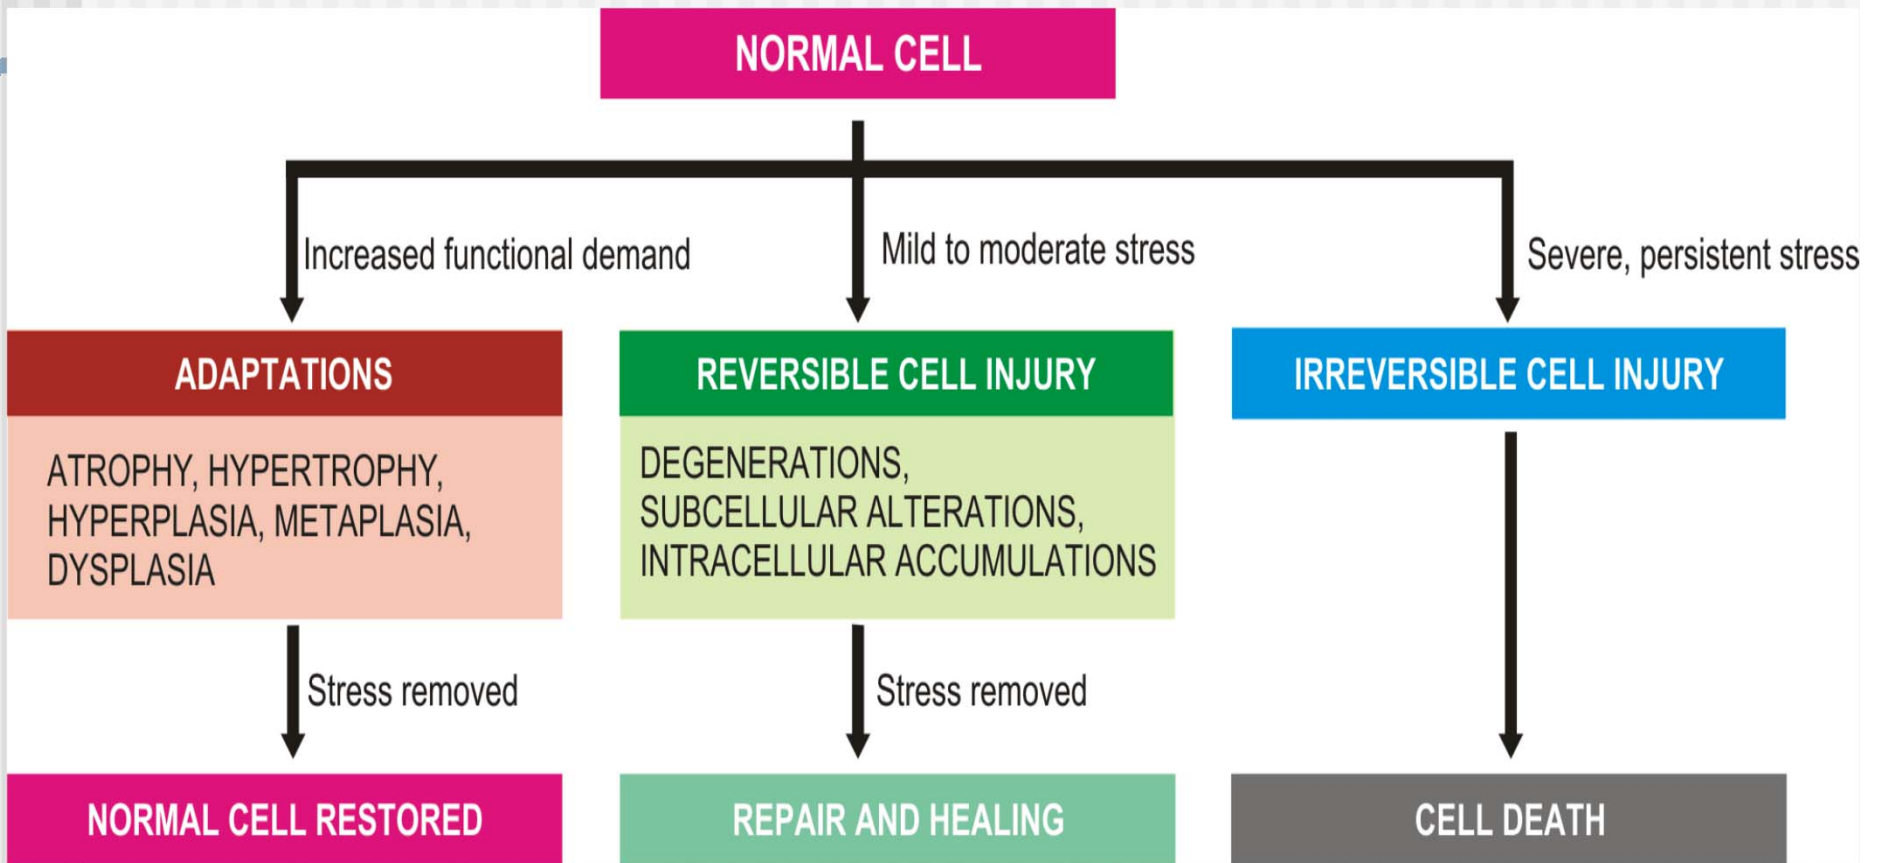 NORMAL CELL
Increased functional demand
Mild to moderate stress
Severe, persistent stress
ADAPTATIONS
ATROPHY, HYPERTROPHY,
HYPERPLASIA, METAPLASIA,
DYSPLASIA
REVERSIBLE CELL INJURY
DEGENERATIONS,
SUBCELLULAR ALTERATIONS,
INTRACELLULAR ACCUMULATIONS
IRREVERSIBLE CELL INJURY
Stress removed
Stress removed
NORMAL CELL RESTORED
REPAIR AND HEALING
CELL DEATH